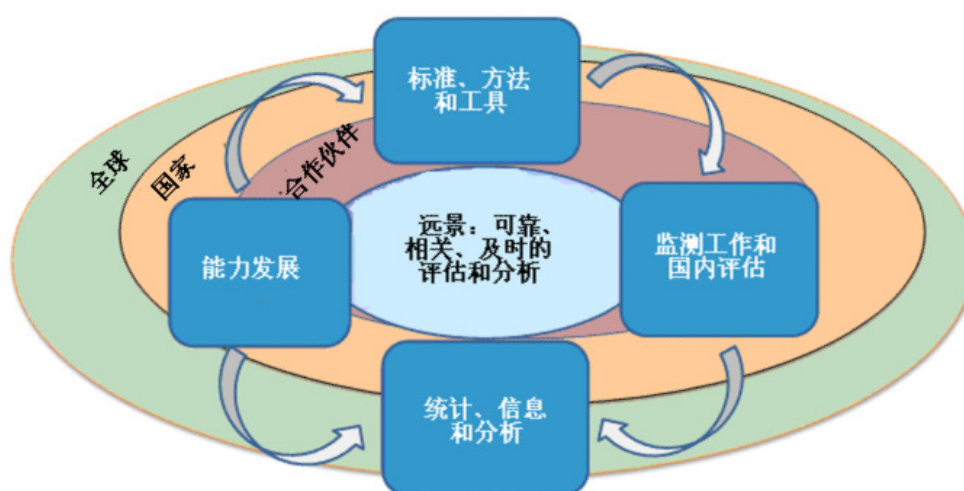 标准、方法
和工具
全球
国家
合作伙伴
远景：可靠、
相关、及时的
评估和分析
能力发展
监测工作和
国内评估
统计、信息
和分析